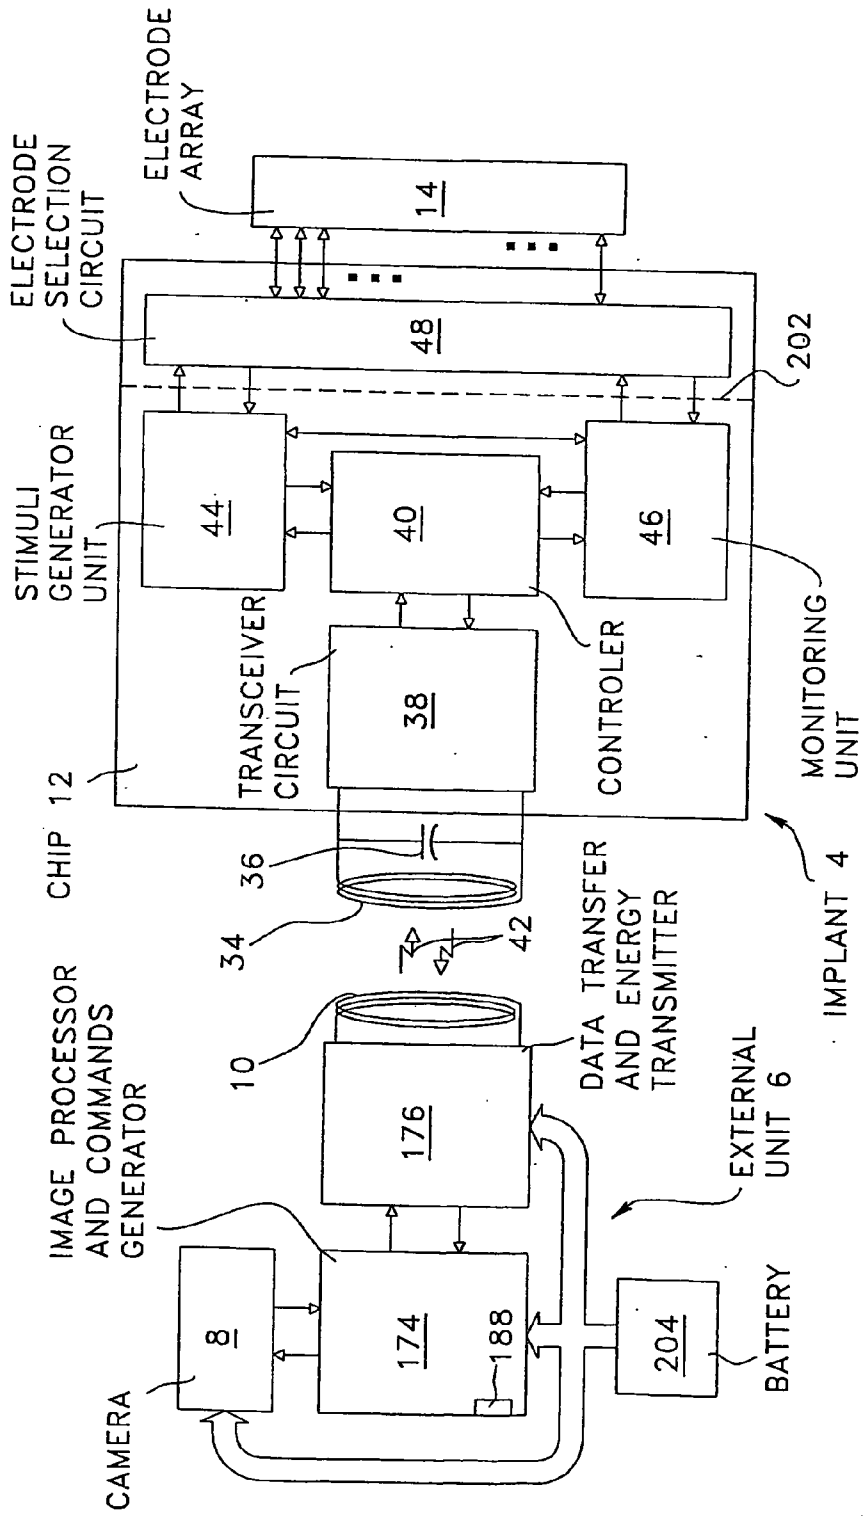 CAMERA
8
IMAGE PROCESSOR
AND COMMANDS
GENERATOR
174
188
176
10
DATA TRANSFER
AND ENERGY
TRANSMITTER
204
BATTERY
EXTERNAL
UNIT 6
42
34
36
CHIP 12
TRANSCEIVER
CIRCUIT
38
CONTROLER
40
STIMULI
GENERATOR
UNIT
44
46
MONITORING
UNIT
ELECTRODE
SELECTION
CIRCUIT
48
202
ELECTRODE
ARRAY
14
IMPLANT 4